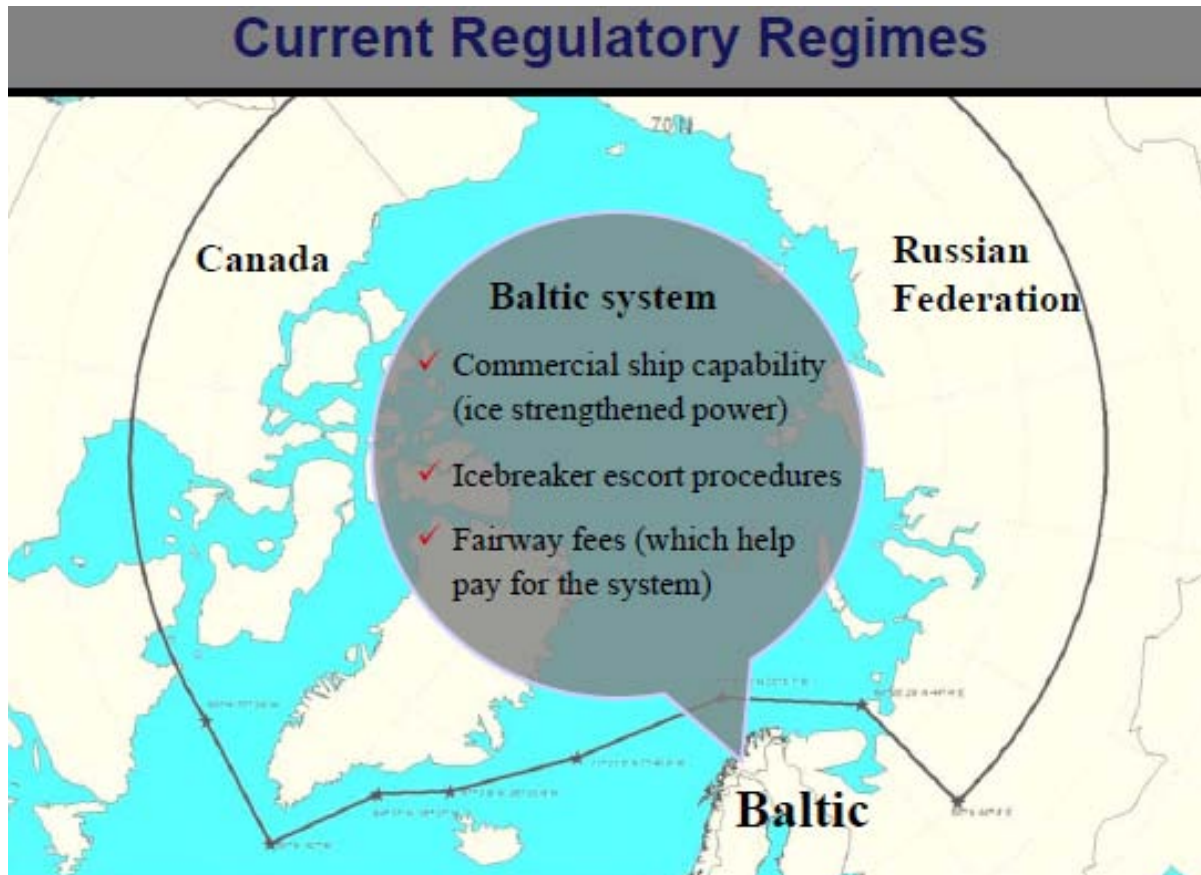 Current Regulatory Regimes
70 N
Canada
Russian
Federation
Baltic system
✓ Commercial ship capability
(ice strengthened power)
✓ Icebreaker escort procedures
✓ Fairway fees (which help
pay for the system)
Baltic